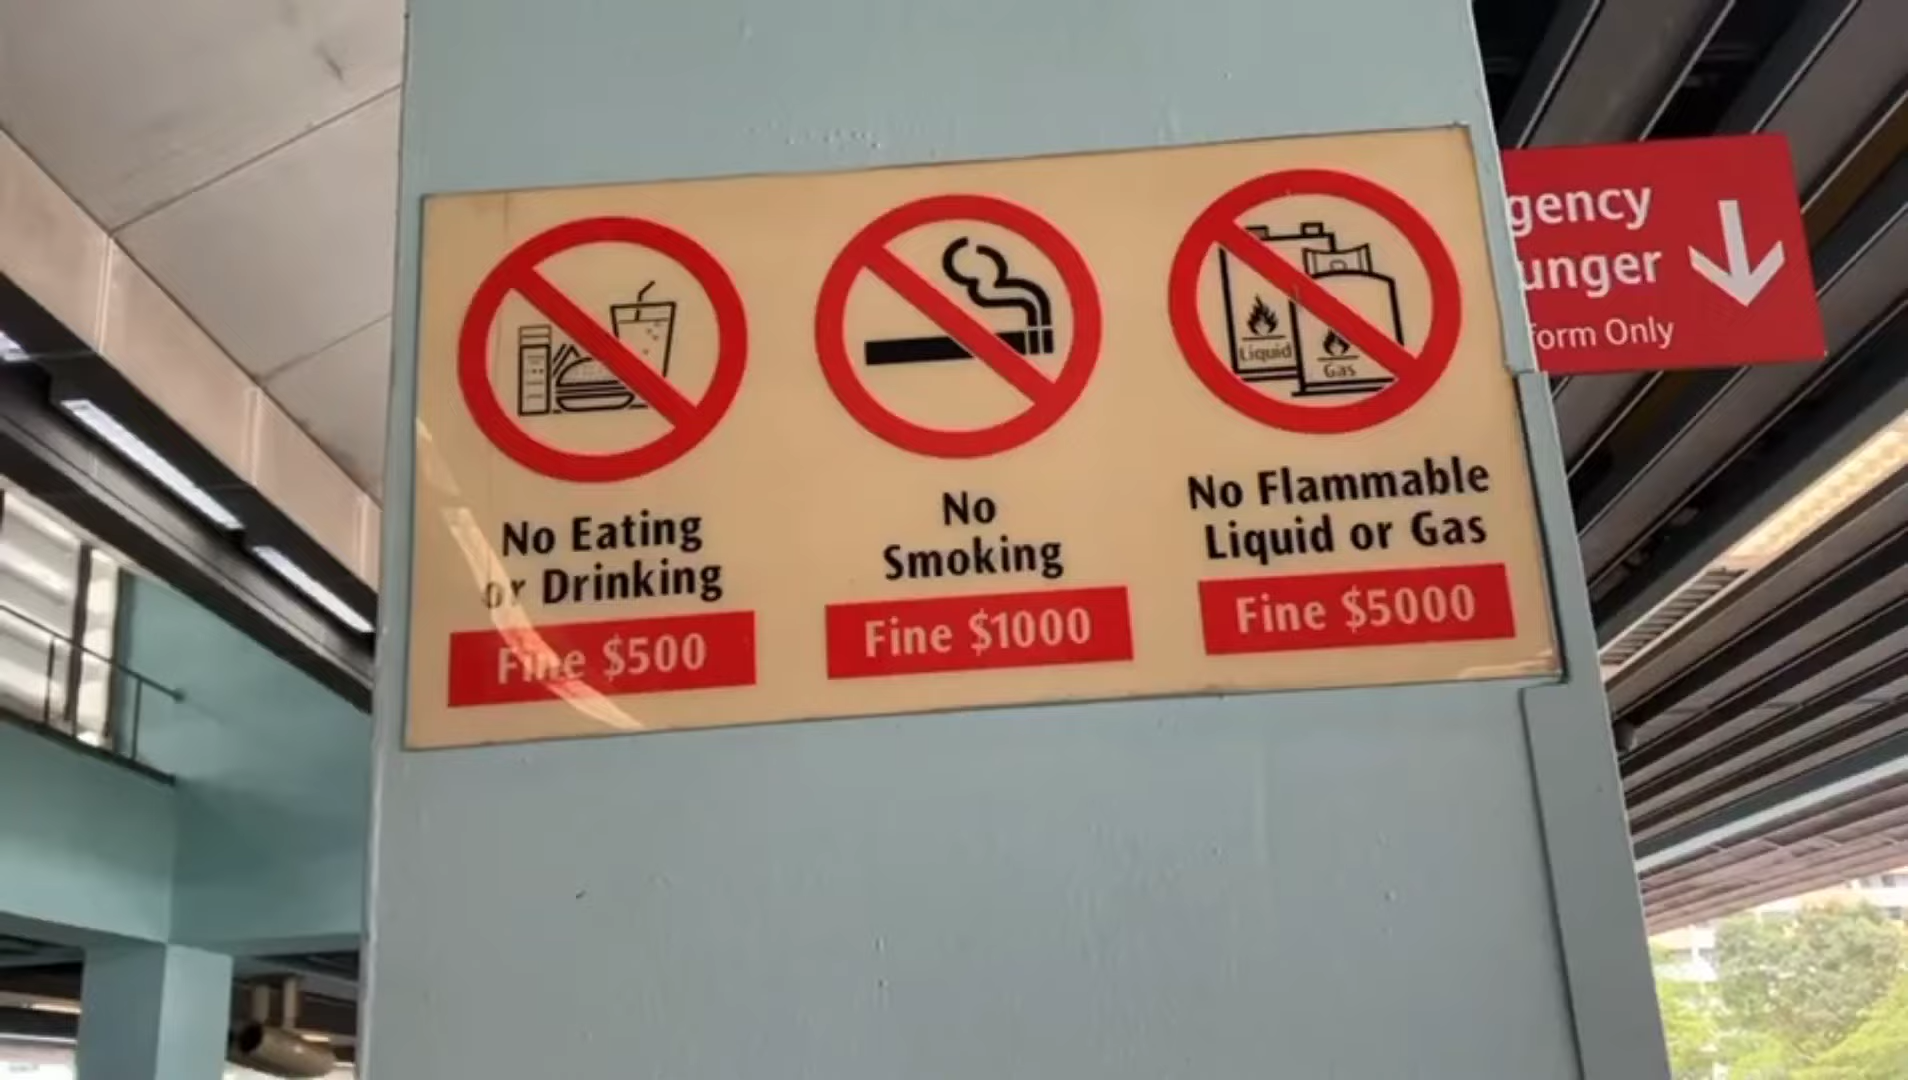 No Eating
or Drinking
Fine $500
No
Smoking
Fine $1000
Liquid
Gas
No Flammable
Liquid or Gas
Fine $5000
gency
unger
form Only